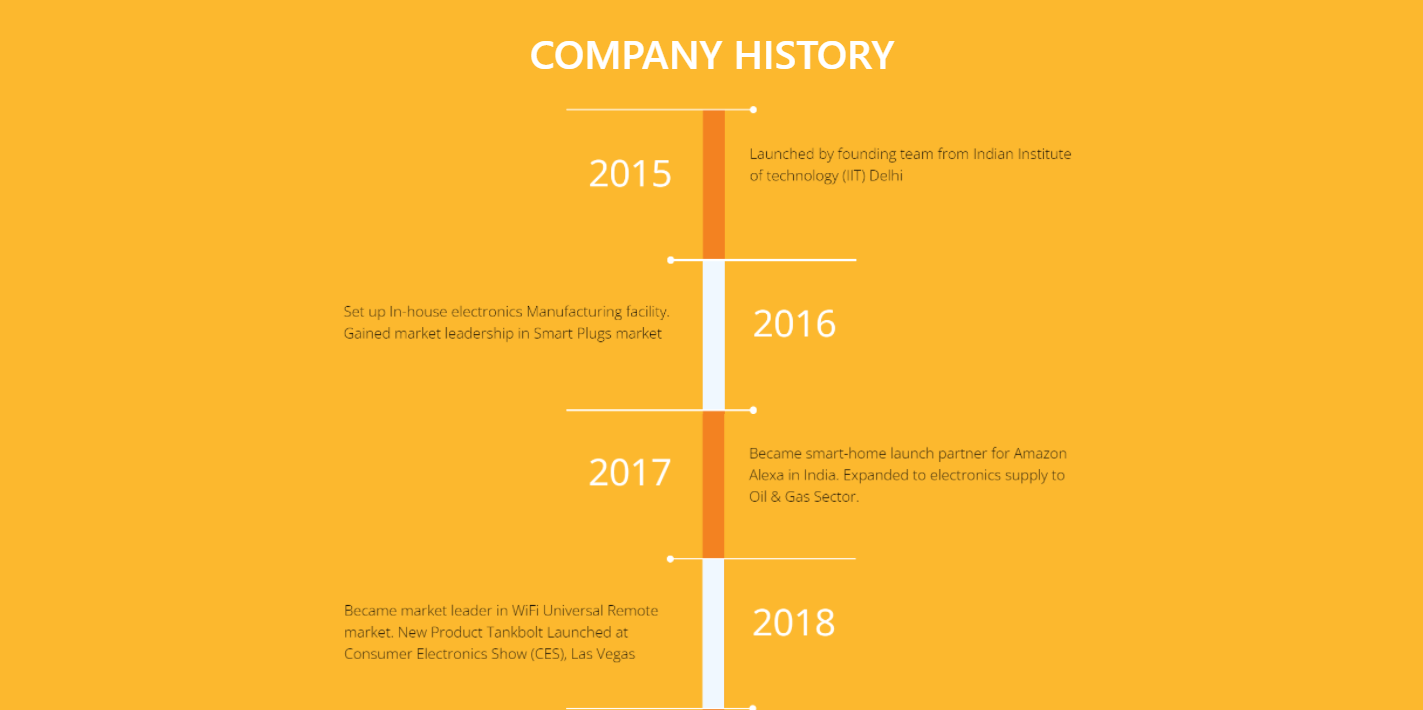 COMPANY HISTORY
2015
Launched by founding team from Indian Institute
of technology (IIT) Delhi
Set up In-house electronics Manufacturing facility.
Gained market leadership in Smart Plugs market
2016
2017
Became smart-home launch partner for Amazon
Alexa in India. Expanded to electronics supply to
Oil & Gas Sector.
Became market leader in WiFi Universal Remote
market. New Product Tankbolt Launched at
Consumer Electronics Show (CES), Las Vegas
2018